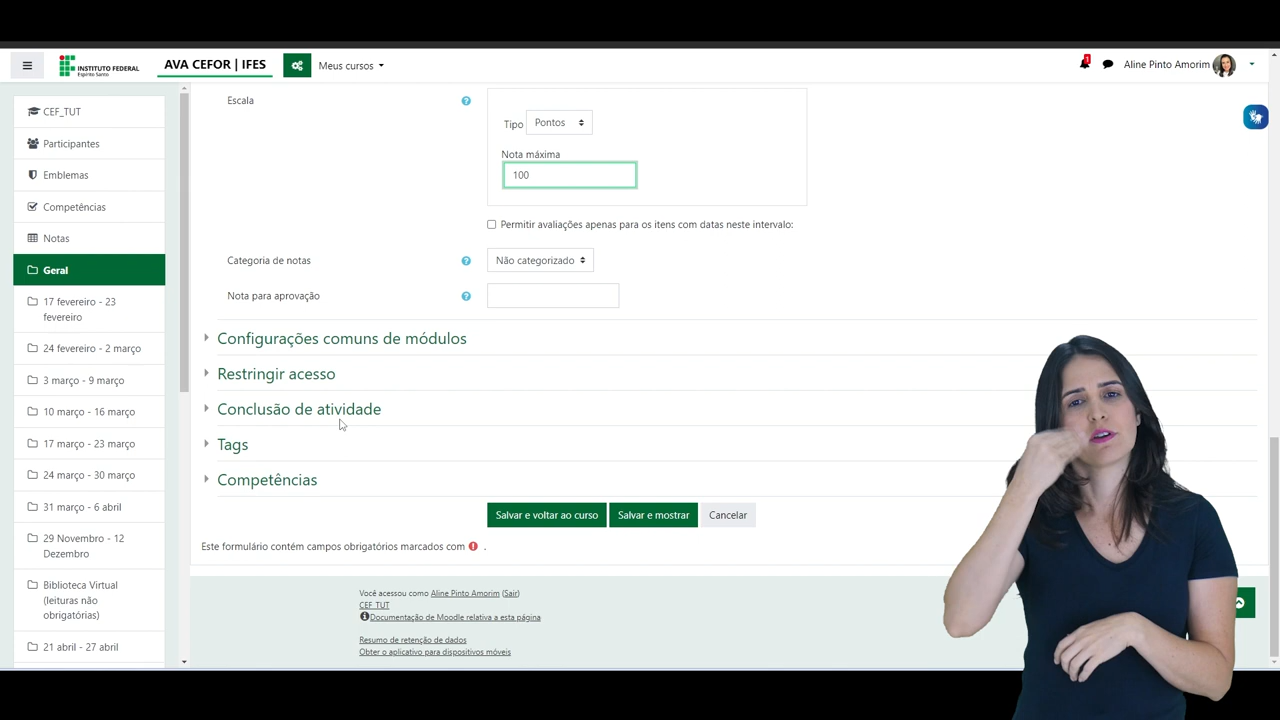 INSTITUTO FEDERAL
Espírito Santo
AVA CEFOR | IFES
Meus cursos
1
Aline Pinto Amorim
CEF_TUT
Participantes
Emblemas
Competências
Notas
Geral
17 fevereiro - 23
fevereiro
24 fevereiro - 2 março
3 março - 9 março
10 março - 16 março
17 março - 23 março
24 março - 30 março
31 março - 6 abril
29 Novembro - 12
Dezembro
Biblioteca Virtual
(leituras não
obrigatórias)
21 abril - 27 abril
Escala
Tipo Pontos
Nota máxima
100
Permitir avaliações apenas para os itens com datas neste intervalo:
Categoria de notas
Não categorizado
Nota para aprovação
Configurações comuns de módulos
Restringir acesso
Conclusão de atividade
Tags
Competências
Salvar e voltar ao curso
Salvar e mostrar
Cancelar
Este formulário contém campos obrigatórios marcados com .
Você acessou como Aline Pinto Amorim (Sair)
CEF_TUT
Documentação de Moodle relativa a esta página
Resumo de retenção de dados
Obter o aplicativo para dispositivos móveis